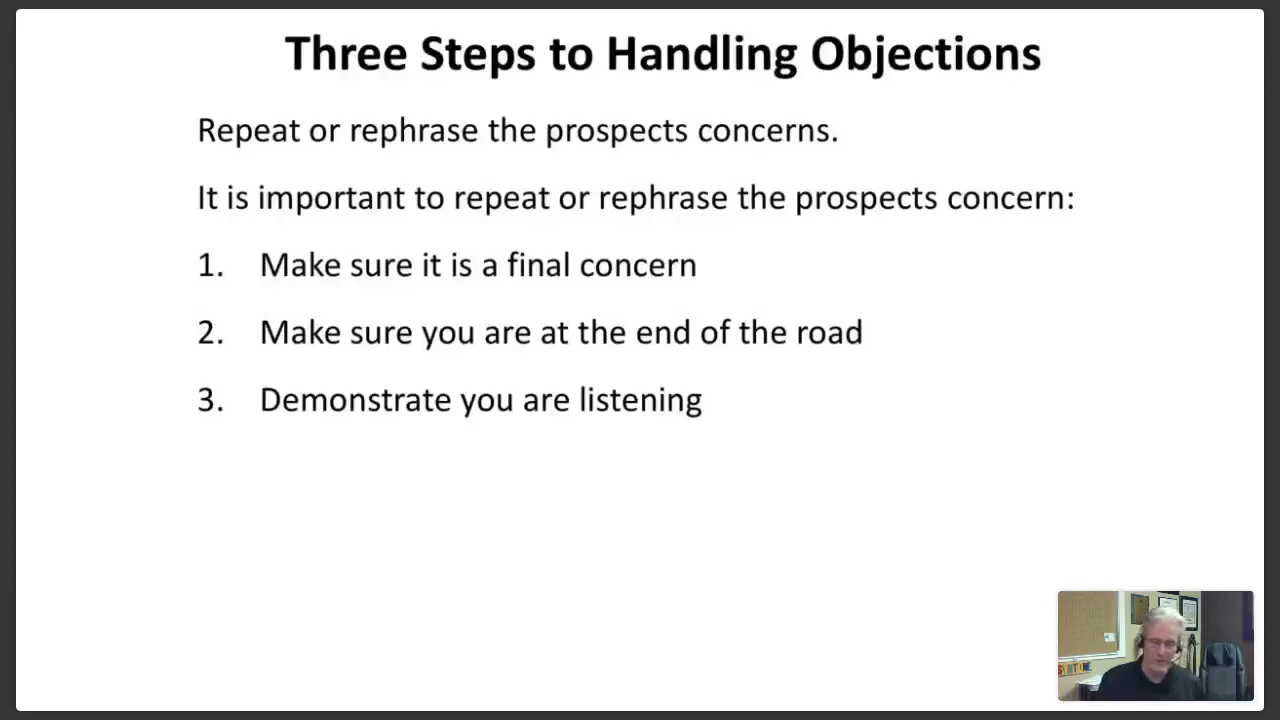 Three Steps to Handling Objections
Repeat or rephrase the prospects concerns.
It is important to repeat or rephrase the prospects concern:
1. Make sure it is a final concern
2. Make sure you are at the end of the road
3. Demonstrate you are listening